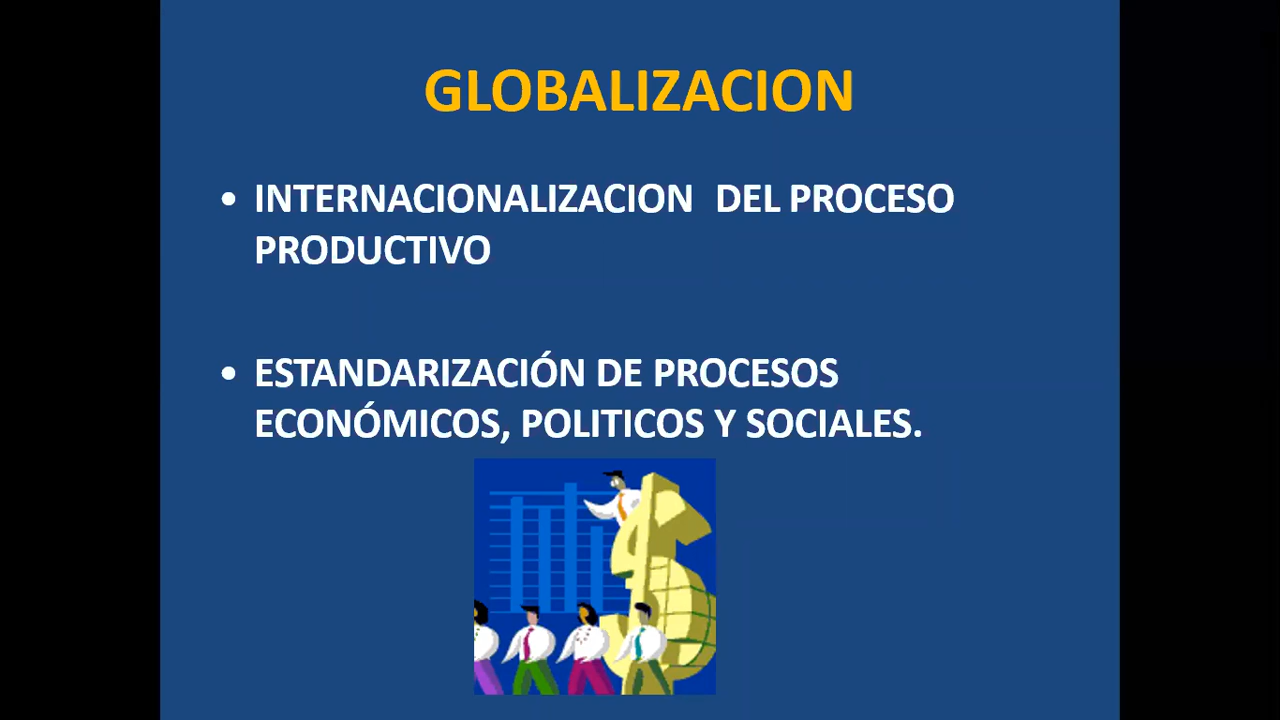 GLOBALIZACION
• INTERNACIONALIZACION DEL PROCESO
PRODUCTIVO
• ESTANDARIZACIÓN DE PROCESOS
ECONÓMICOS, POLITICOS Y SOCIALES.